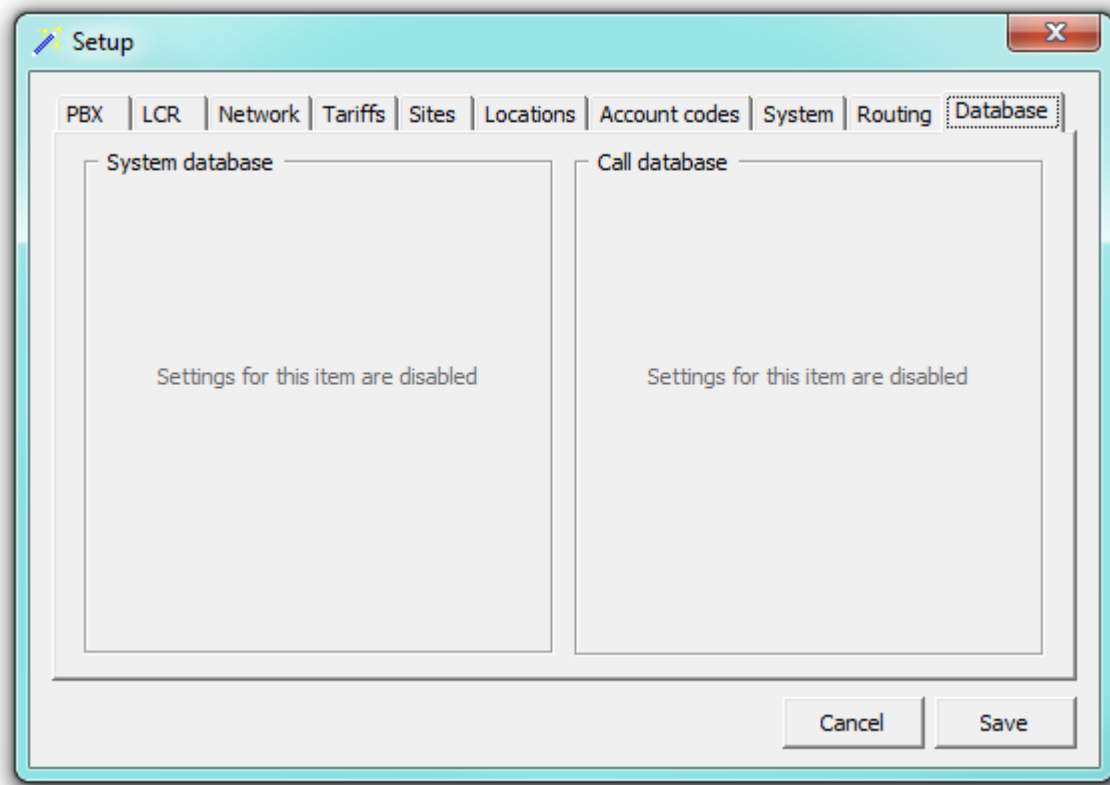 Setup
PBX LCR Network Tariffs Sites Locations Account codes System Routing Database
System database Call database
Settings for this item are disabled Settings for this item are disabled
Cancel Save